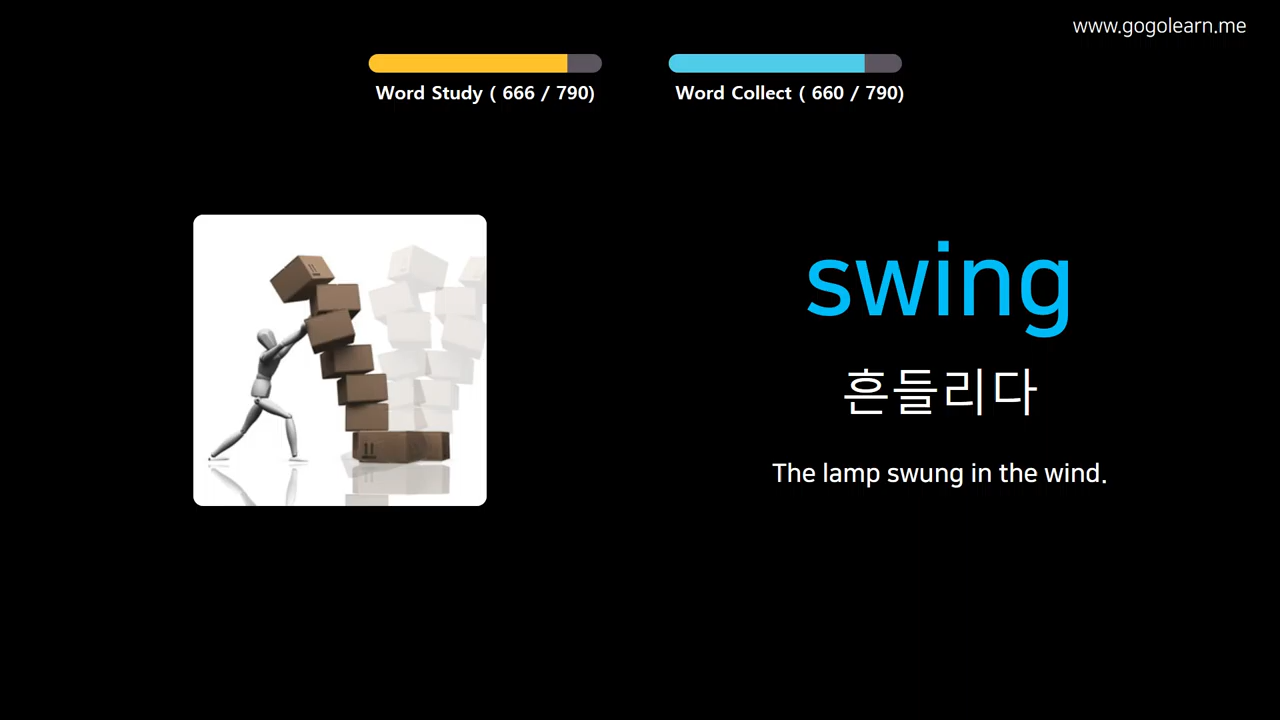 www.gogolearn.me
Word Study ( 666 / 790)
Word Collect ( 660 / 790)
swing
흔들리다
The lamp swung in the wind.